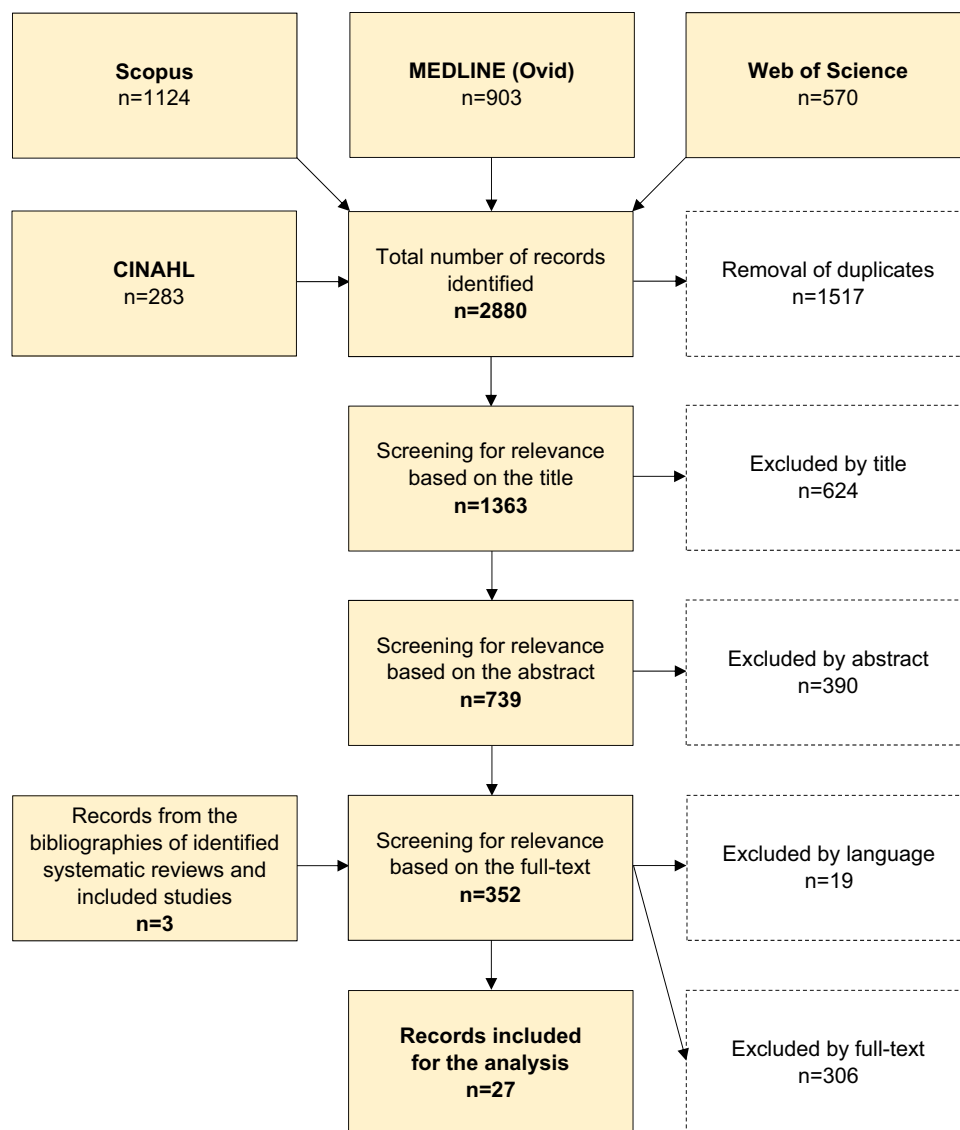 Scopus
n=1124
MEDLINE (Ovid)
n=903
Web of Science
n=570
CINAHL
n=283
Total number of records
identified
n=2880
Removal of duplicates
n=1517
Screening for relevance
based on the title
n=1363
Excluded by title
n=624
Screening for relevance
based on the abstract
n=739
Excluded by abstract
n=390
Records from the
bibliographies of identified
systematic reviews and
included studies
n=3
Screening for relevance
based on the full-text
n=352
Excluded by language
n=19
Records included
for the analysis
n=27
Excluded by full-text
n=306